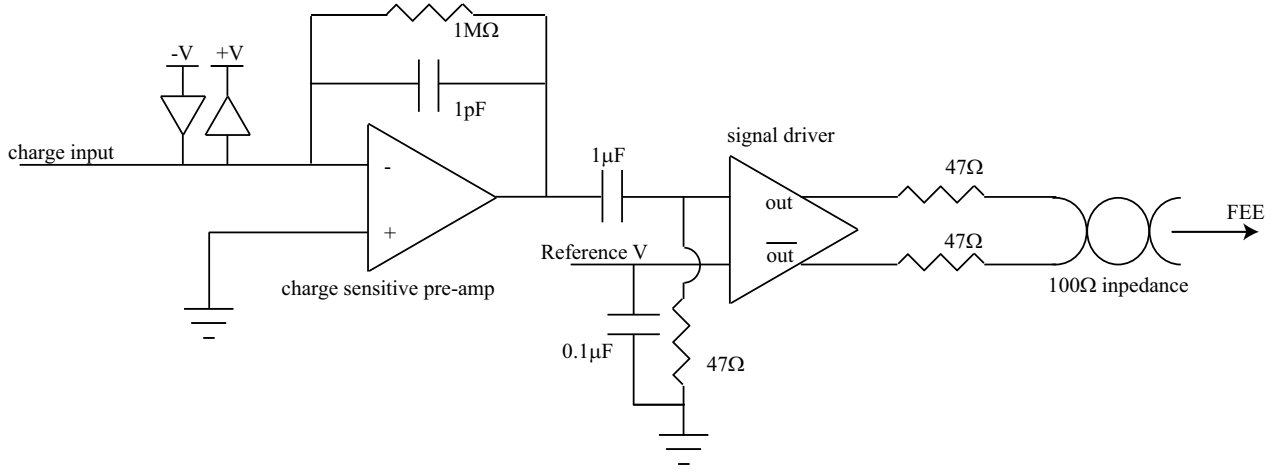 1MΩ
-V +V
1pF
signal driver
charge input
1μF
47Ω
-
out
FEE
+
Reference V
47Ω
out
charge sensitive pre-amp
100Ω inpedance
0.1μF
47Ω